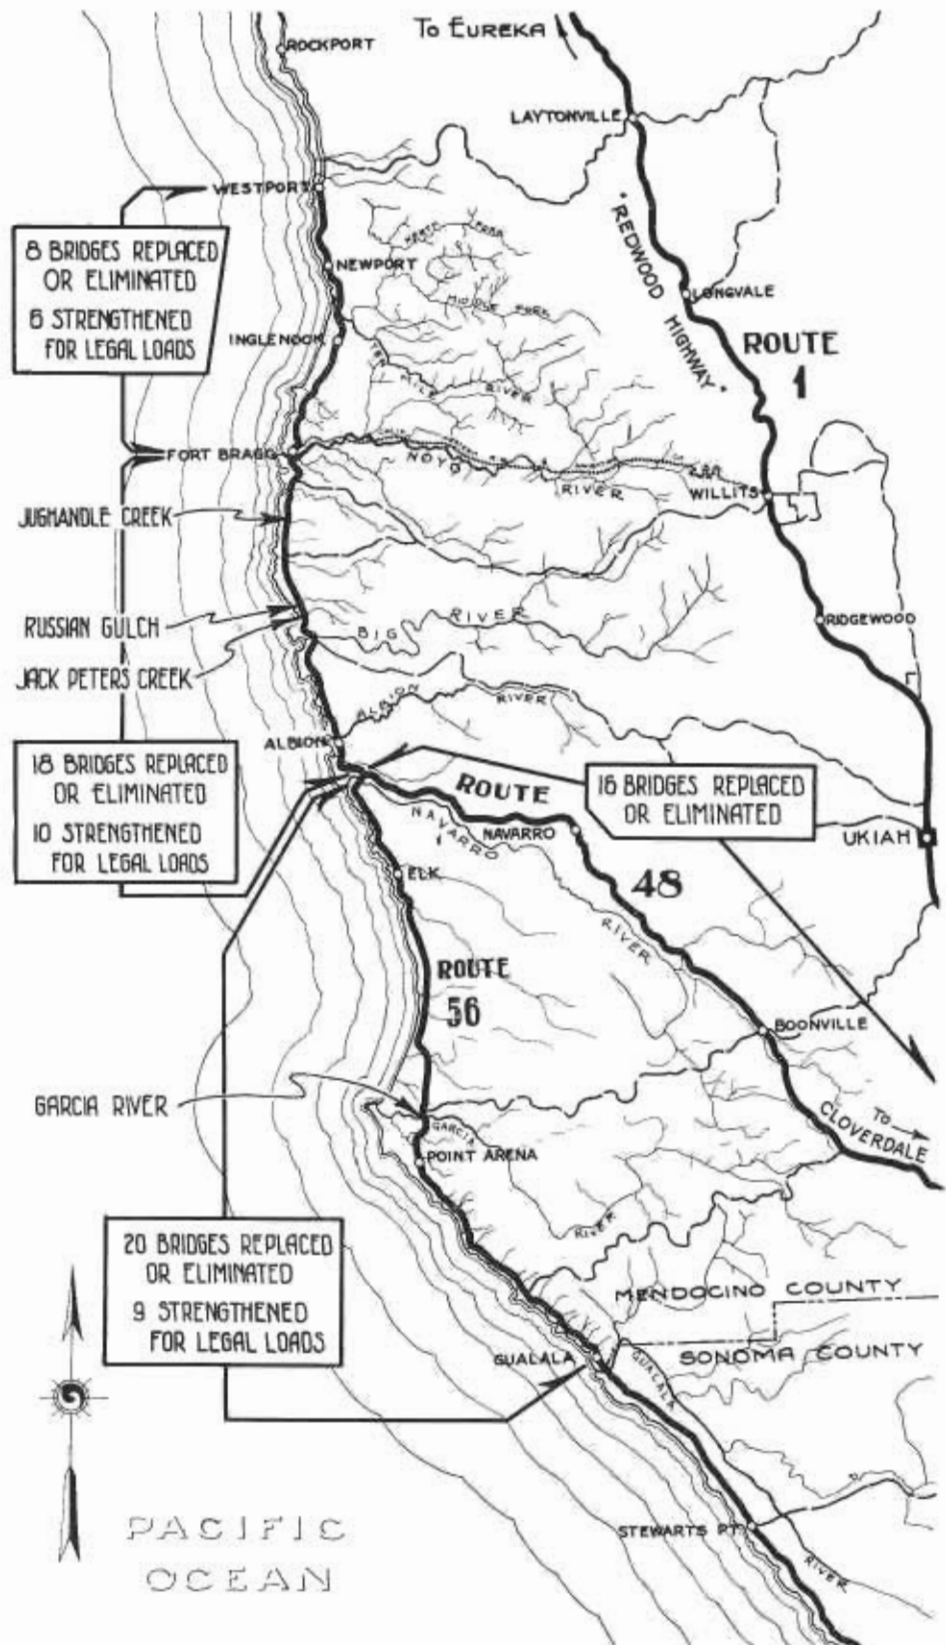 To EUREKA
ROCKPORT
LAYTONVILLE
WESTPORT
"REDWOOD HIGHWAY"
NORTH FORK
8 BRIDGES REPLACED
OR ELIMINATED
6 STRENGTHENED
FOR LEGAL LOADS
NEWPORT
LONGVALE
MIDDLE FORK
INGLENOOK
ROUTE
1
TEN MILE RIVER
FORT BRAGG
NOYO RIVER
WILLITS
JUGHANDLE CREEK
RUSSIAN GULCH
BIG RIVER
RIDGEWOOD
JACK PETERS CREEK
ALBION RIVER
ALBION
18 BRIDGES REPLACED
OR ELIMINATED
10 STRENGTHENED
FOR LEGAL LOADS
ROUTE
48
16 BRIDGES REPLACED
OR ELIMINATED
NAVARRO
NAVARRO
RIVER
UKIAH
ELK
ROUTE
56
BOONVILLE
GARCIA RIVER
TO
CLOVERDALE
GARCIA
RIVER
POINT ARENA
20 BRIDGES REPLACED
OR ELIMINATED
9 STRENGTHENED
FOR LEGAL LOADS
MENDOCINO COUNTY
SONOMA COUNTY
GUALALA
GUALALA
RIVER
STEWARTS PT.
PACIFIC
OCEAN